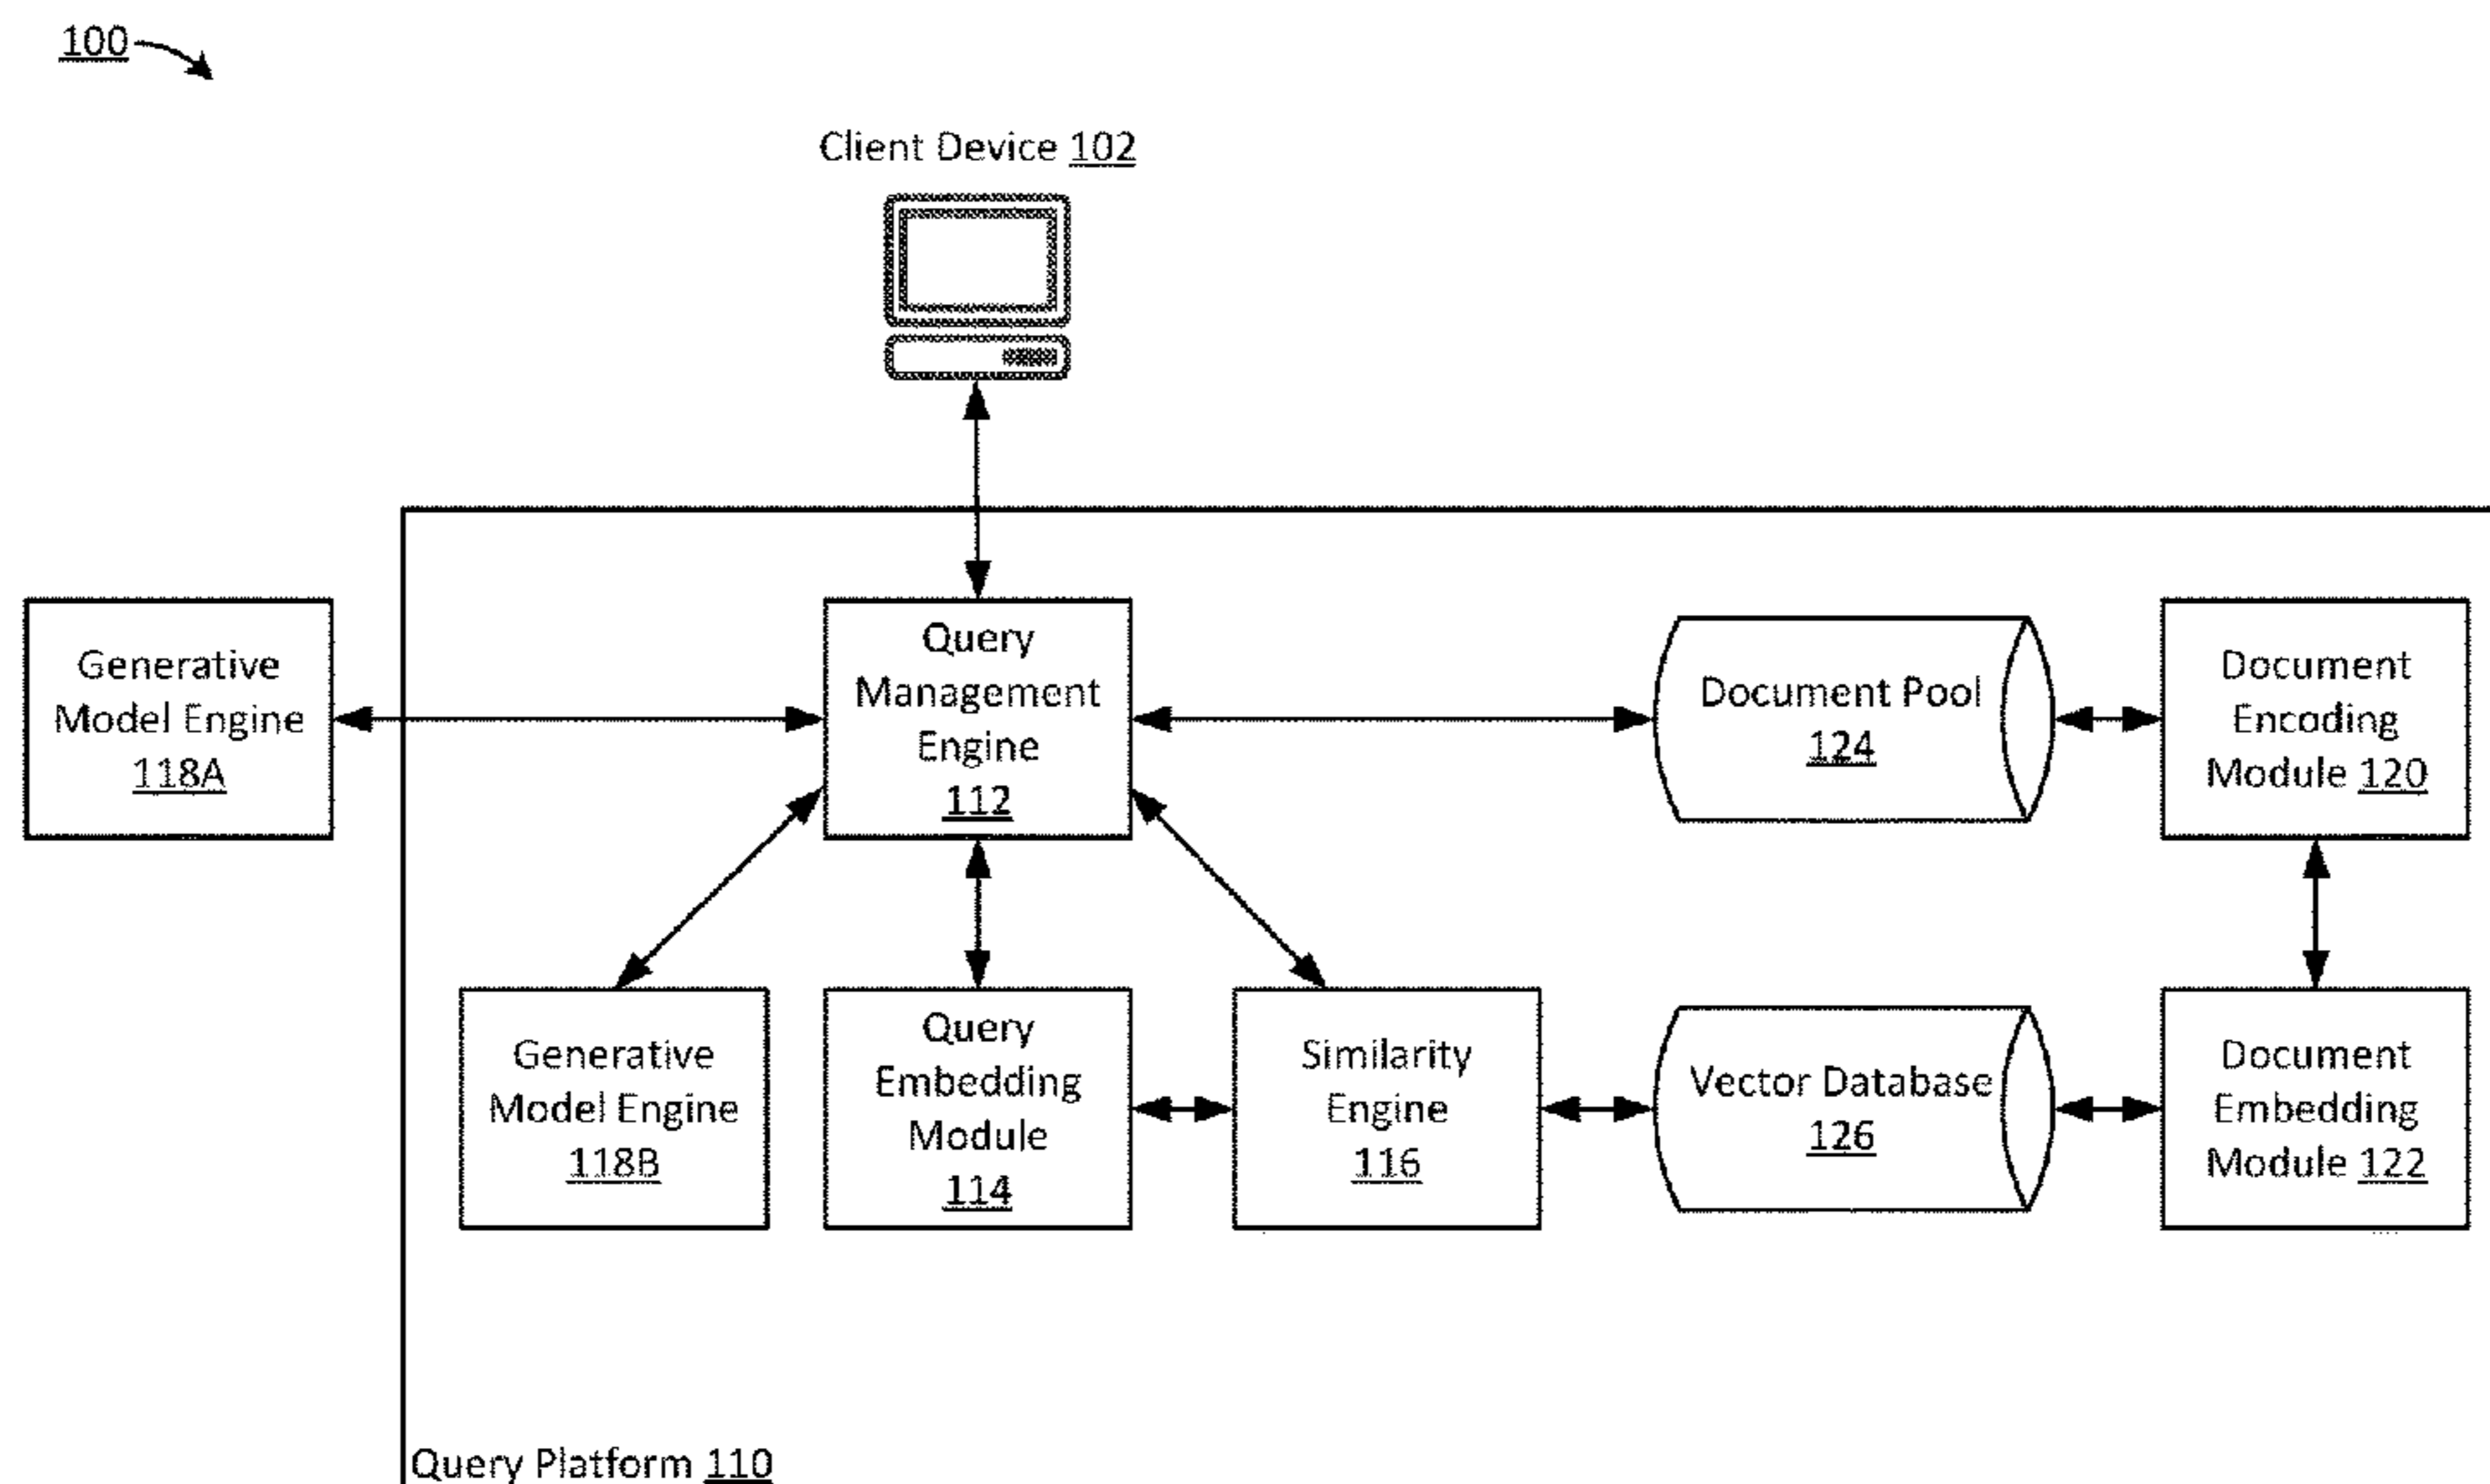 100
Client Device 102
Generative
Model Engine
118A
Query
Management
Engine
112
Document Pool
124
Document
Encoding
Module 120
Generative
Model Engine
118B
Query
Embedding
Module
114
Similarity
Engine
116
Vector Database
126
Document
Embedding
Module 122
Query Platform 110